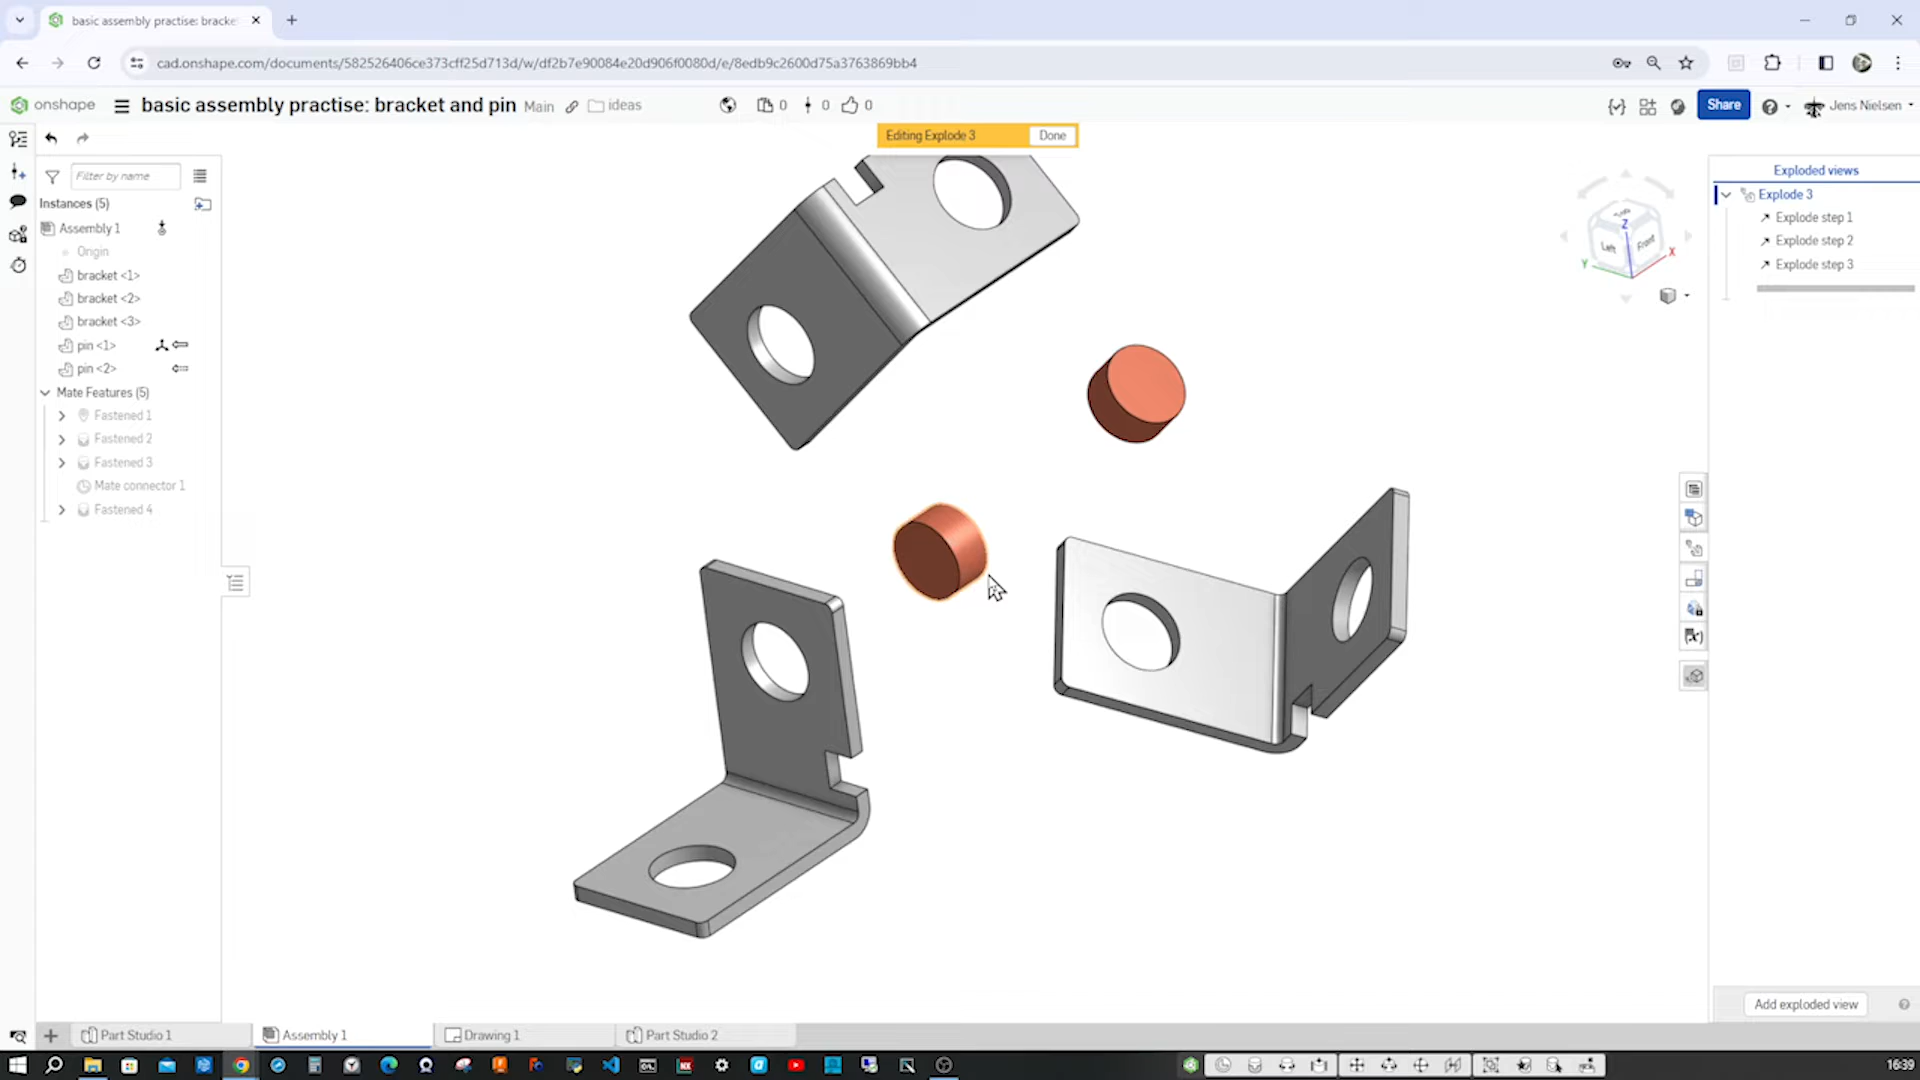 basic assembly practise: bracke
cad.onshape.com/documents/582526406ce373cff25d713d/w/df2b7e90084e20d906f0080d/e/8edb9c2600d75a3763869bb4
onshape
basic assembly practise: bracket and pin
Main
ideas
0
0
0
Share
Jens Nielsen
Editing Explode 3
Done
Filter by name
Instances (5)
Assembly 1
Origin
bracket <1>
bracket <2>
bracket <3>
pin <1>
pin <2>
Mate Features (5)
Fastened 1
Fastened 2
Fastened 3
Mate connector 1
Fastened 4
Top
Z
Left
Front
X
Y
Exploded views
Explode 3
Explode step 1
Explode step 2
Explode step 3
Add exploded view
Part Studio 1
Assembly 1
Drawing 1
Part Studio 2
16:39